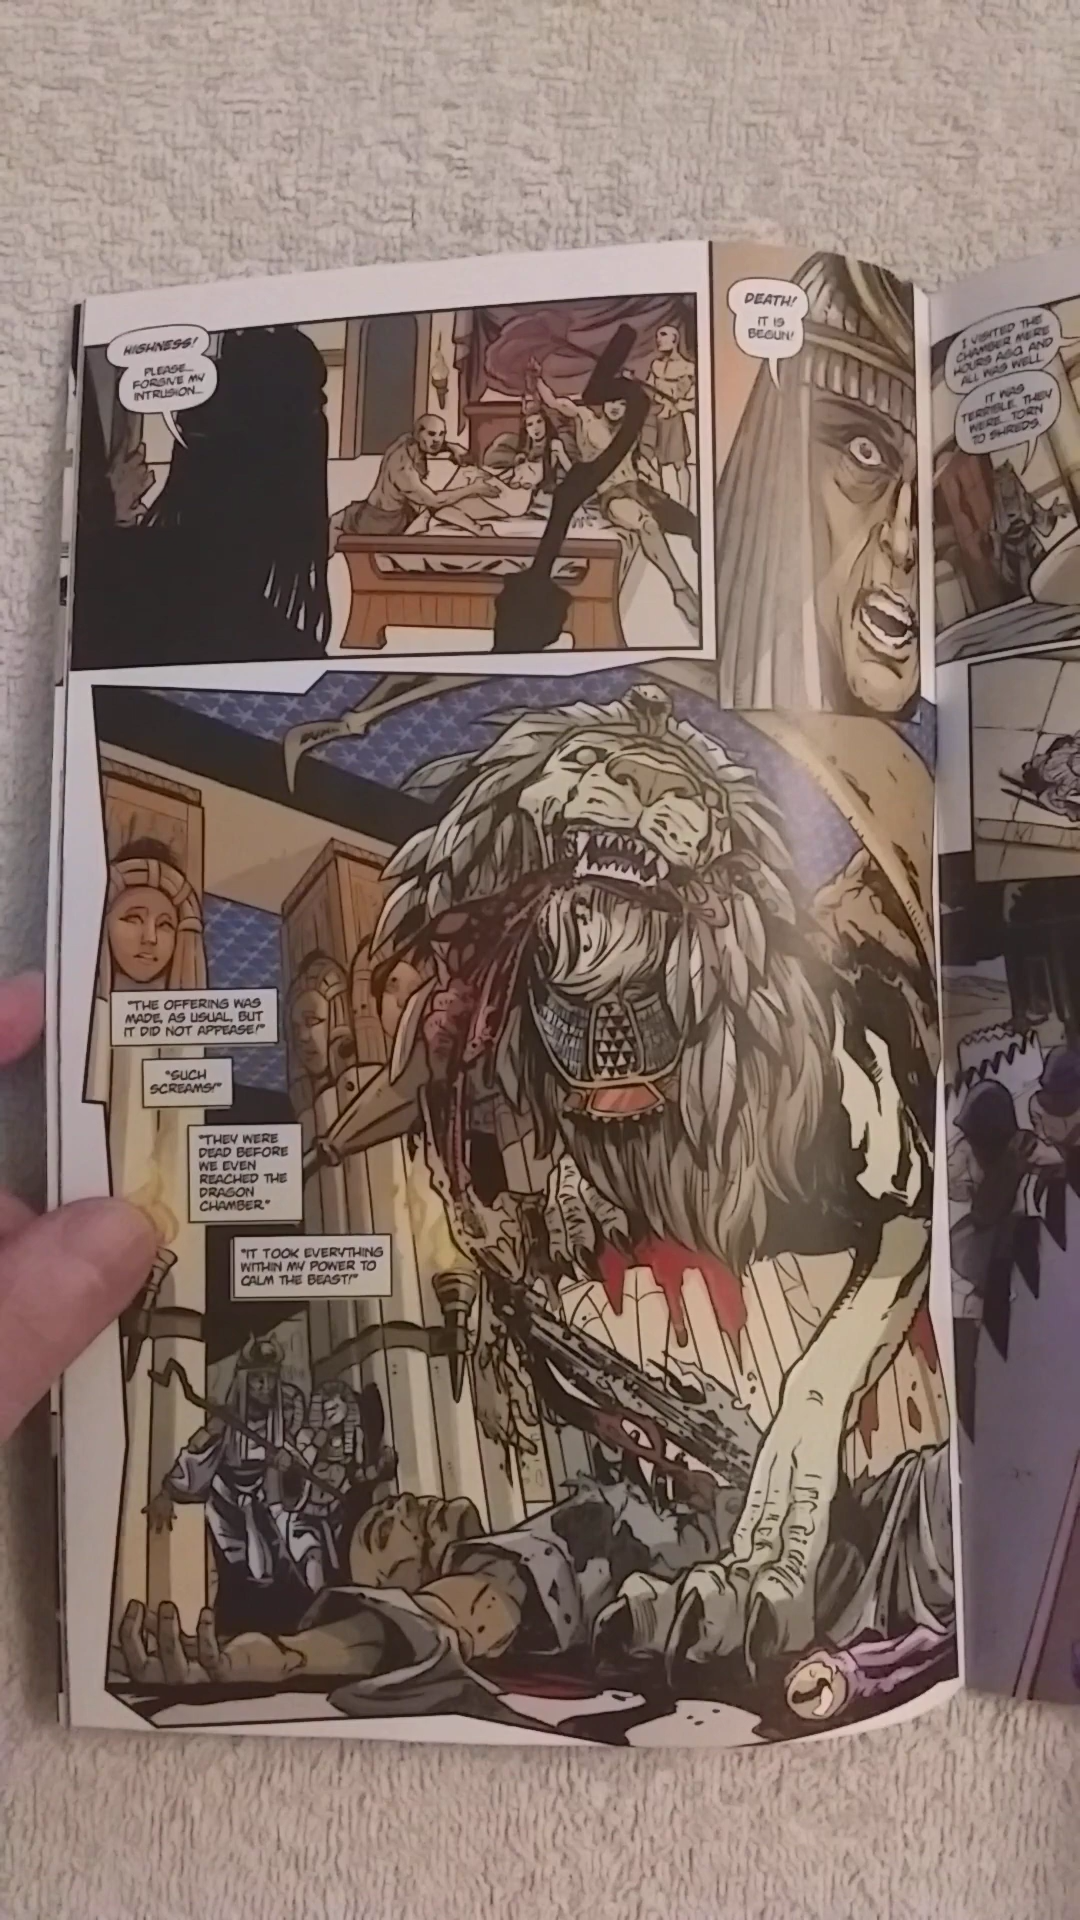 HIGHNESS!
PLEASE...
FORGIVE MY
INTRUSION...
DEATH!
IT IS
BEGUN!
"THE OFFERING WAS
MADE, AS USUAL, BUT
IT DID NOT APPEASE!"
"SUCH
SCREAMS!"
"THEY WERE
DEAD BEFORE
WE EVEN
REACHED THE
DRAGON
CHAMBER."
"IT TOOK EVERYTHING
WITHIN MY POWER TO
CALM THE BEAST!"
I VISITED THE
CHAMBER MERE
HOURS AGO, AND
ALL WAS WELL.
IT WAS
TERRIBLE. THEY
WERE... TORN
TO SHREDS.